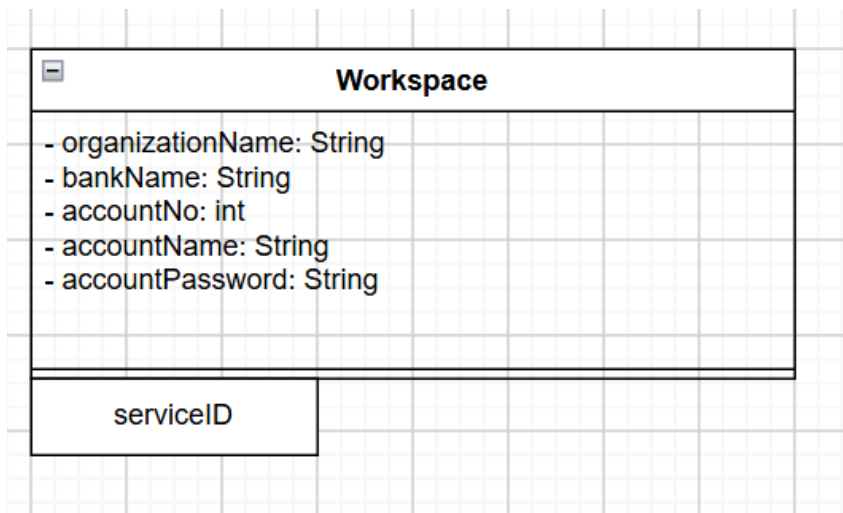 Workspace
- organizationName: String
- bankName: String
- accountNo: int
- accountName: String
- accountPassword: String
serviceID